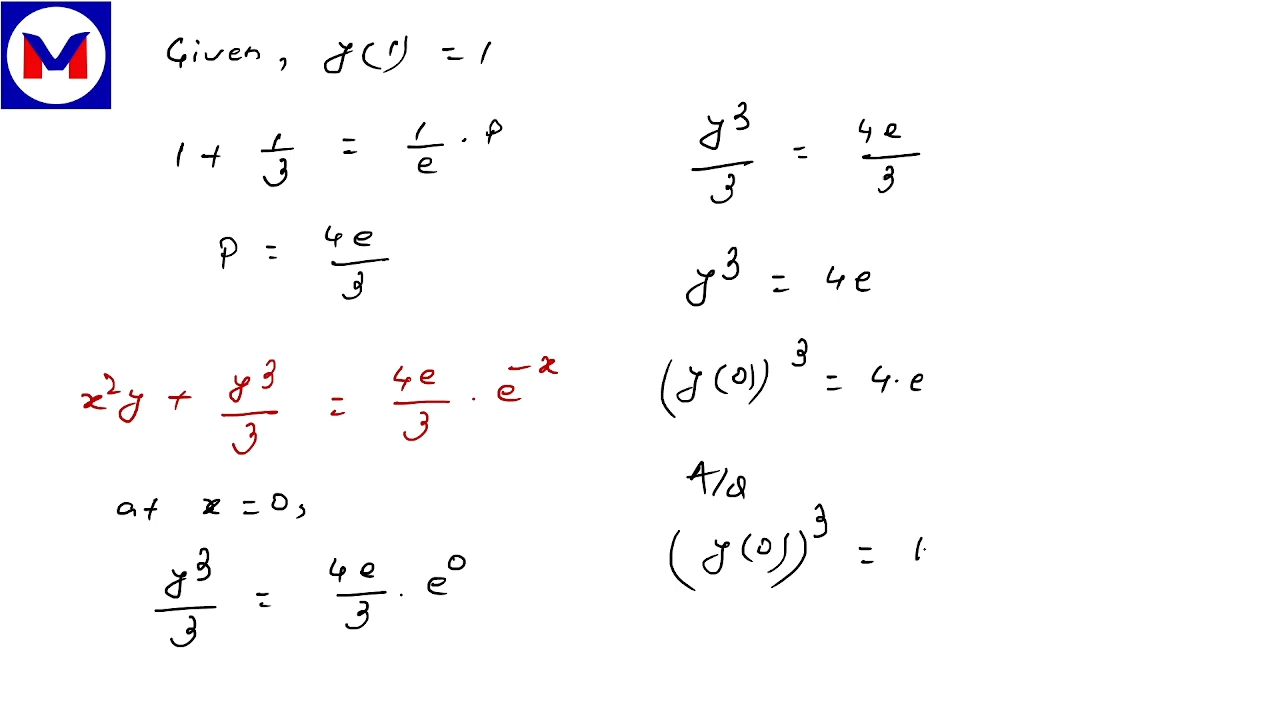 Given, y(1) = 1
1 + 1/3 = 1/e · P
P = 4e/3
x²y + y³/3 = 4e/3 · e⁻ˣ
at x = 0,
y³/3 = 4e/3 · e⁰
y³/3 = 4e/3
y³ = 4e
(y(0))³ = 4·e
A/Q
(y(0))³ = 1